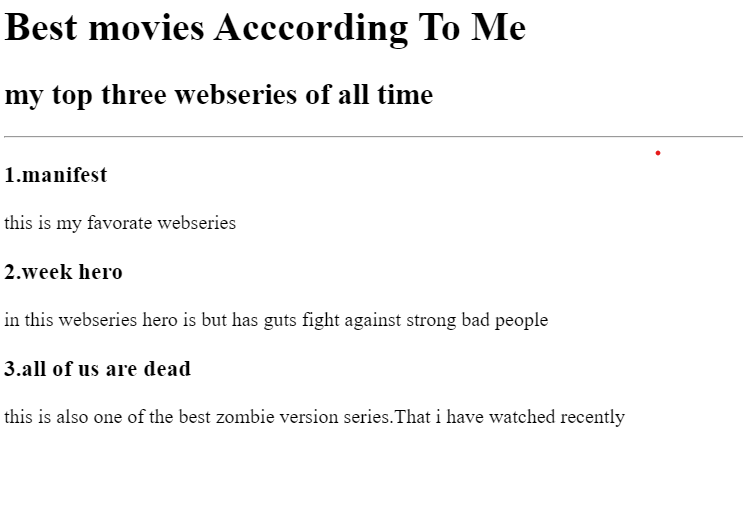 Best movies Acccording To Me
my top three webseries of all time
1.manifest
this is my favorate webseries
2.week hero
in this webseries hero is but has guts fight against strong bad people
3.all of us are dead
this is also one of the best zombie version series.That i have watched recently